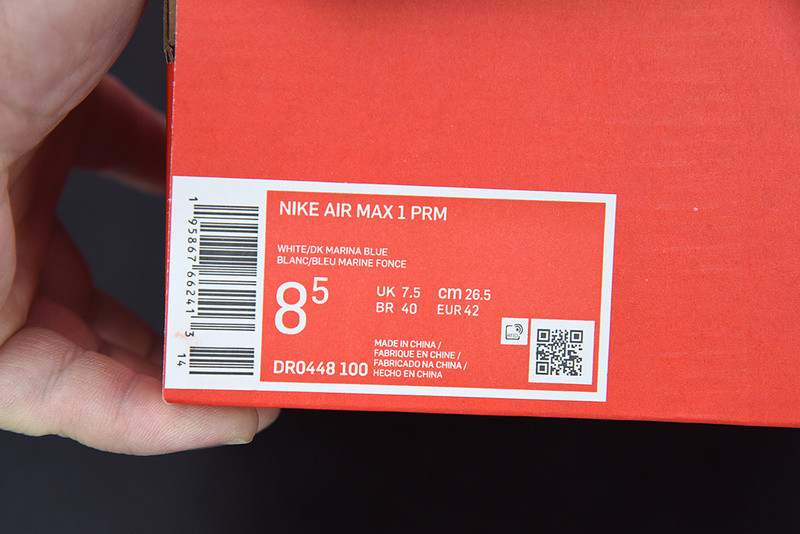 NIKE AIR MAX 1 PRM
WHITE/DK MARINA BLUE
BLANC/BLEU MARINE FONCE
8 5
UK 7.5 cm 26.5
BR 40 EUR 42
MADE IN CHINA /
FABRIQUE EN CHINE /
FABRICADO NA CHINA /
HECHO EN CHINA
DR0448 100
RFID
1 95867 66241 3
14